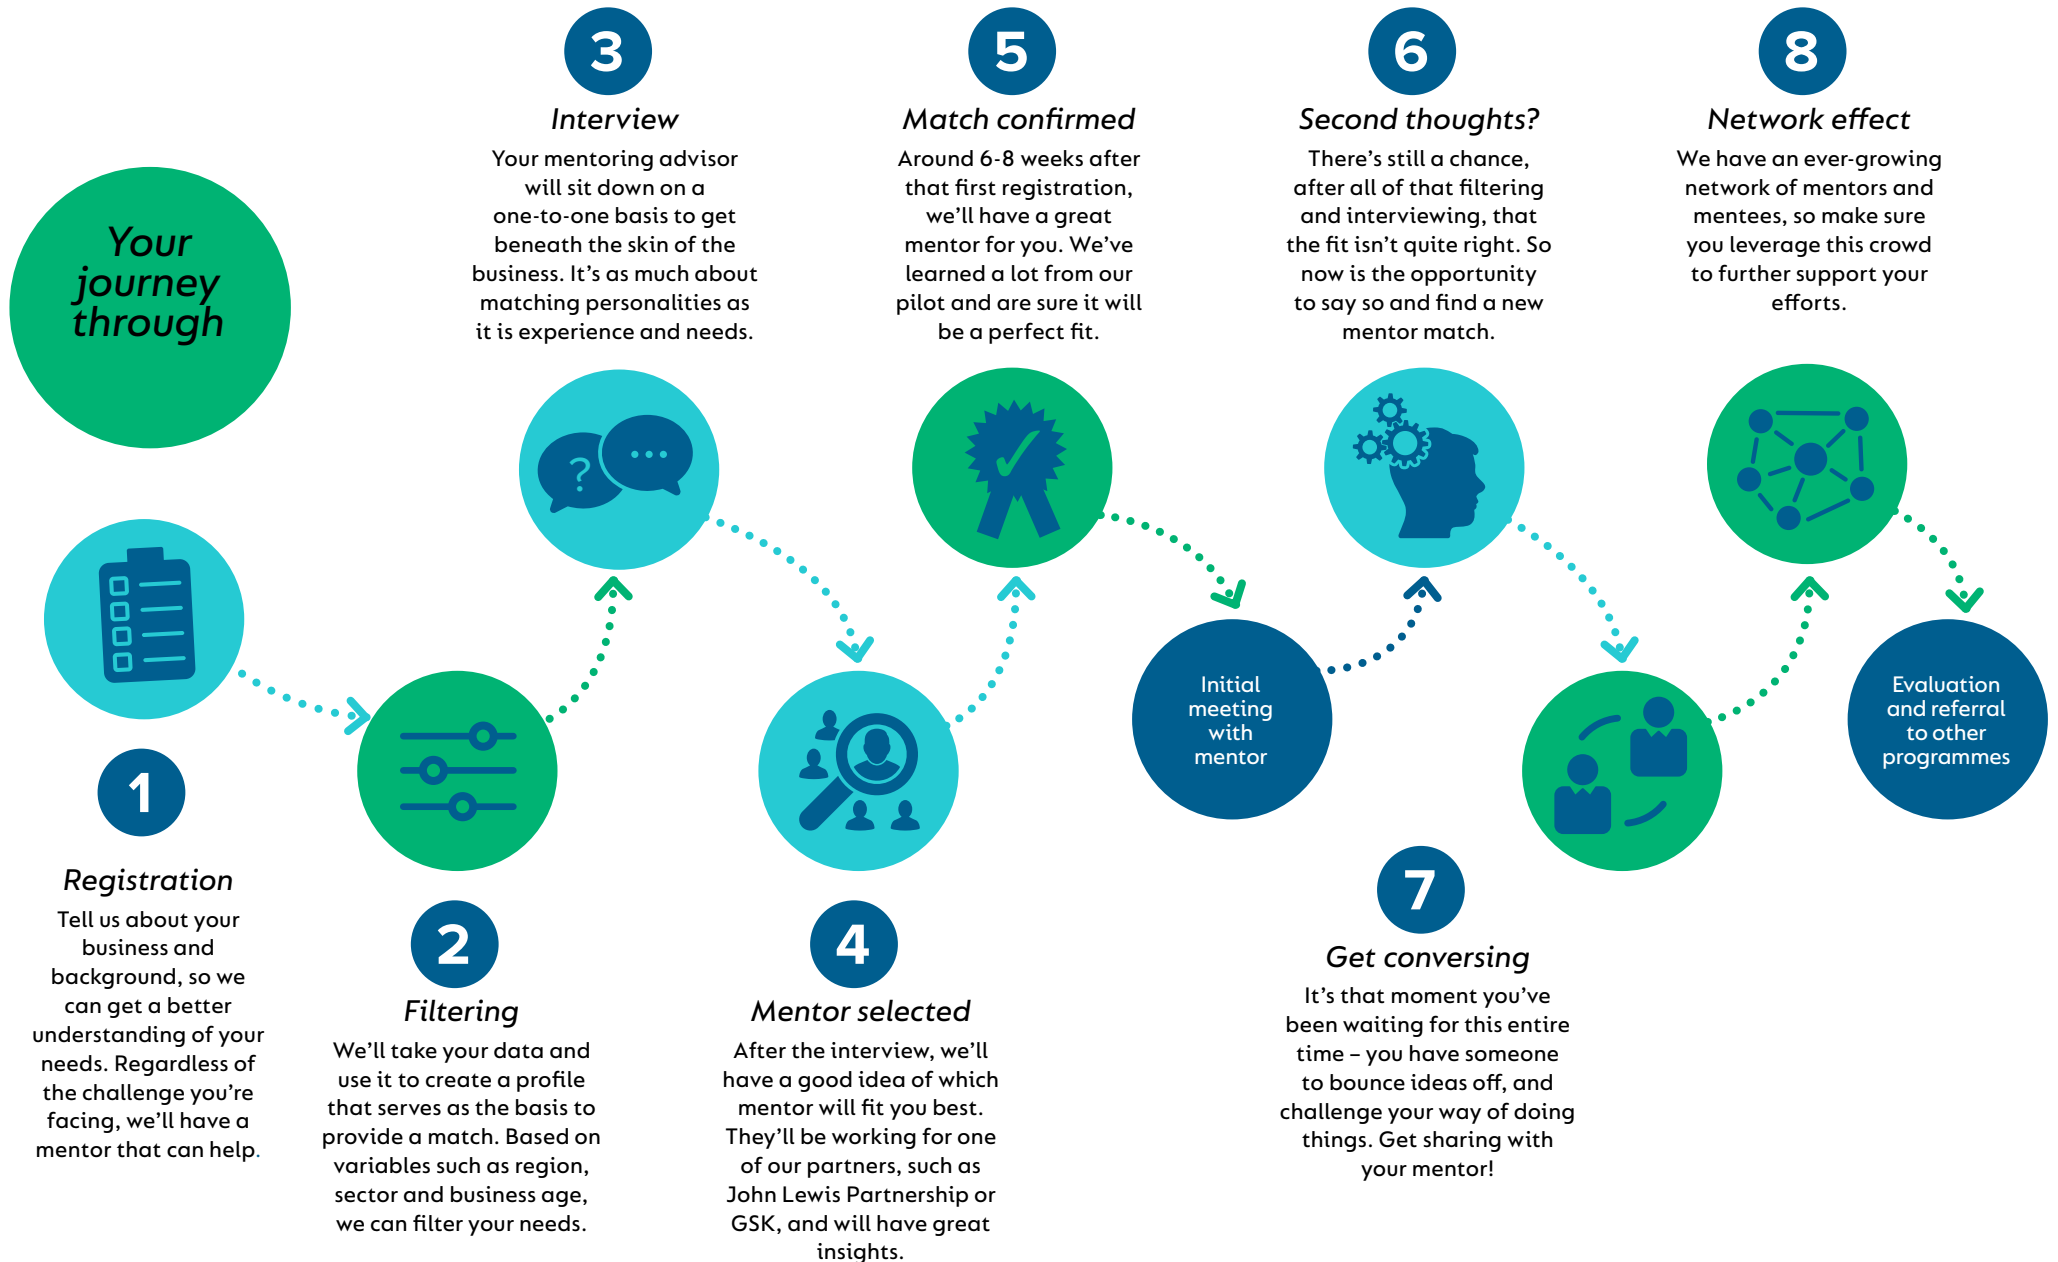 Your
journey
through
1
Registration
Tell us about your
business and
background, so we
can get a better
understanding of your
needs. Regardless of
the challenge you're
facing, we'll have a
mentor that can help.
2
Filtering
We'll take your data and
use it to create a profile
that serves as the basis to
provide a match. Based on
variables such as region,
sector and business age,
we can filter your needs.
3
Interview
Your mentoring advisor
will sit down on a
one-to-one basis to get
beneath the skin of the
business. It's as much about
matching personalities as
it is experience and needs.
?
4
Mentor selected
After the interview, we'll
have a good idea of which
mentor will fit you best.
They'll be working for one
of our partners, such as
John Lewis Partnership or
GSK, and will have great
insights.
5
Match confirmed
Around 6-8 weeks after
that first registration,
we'll have a great
mentor for you. We've
learned a lot from our
pilot and are sure it will
be a perfect fit.
Initial
meeting
with
mentor
6
Second thoughts?
There's still a chance,
after all of that filtering
and interviewing, that
the fit isn't quite right. So
now is the opportunity
to say so and find a new
mentor match.
7
Get conversing
It's that moment you've
been waiting for this entire
time – you have someone
to bounce ideas off, and
challenge your way of doing
things. Get sharing with
your mentor!
8
Network effect
We have an ever-growing
network of mentors and
mentees, so make sure
you leverage this crowd
to further support your
efforts.
Evaluation
and referral
to other
programmes